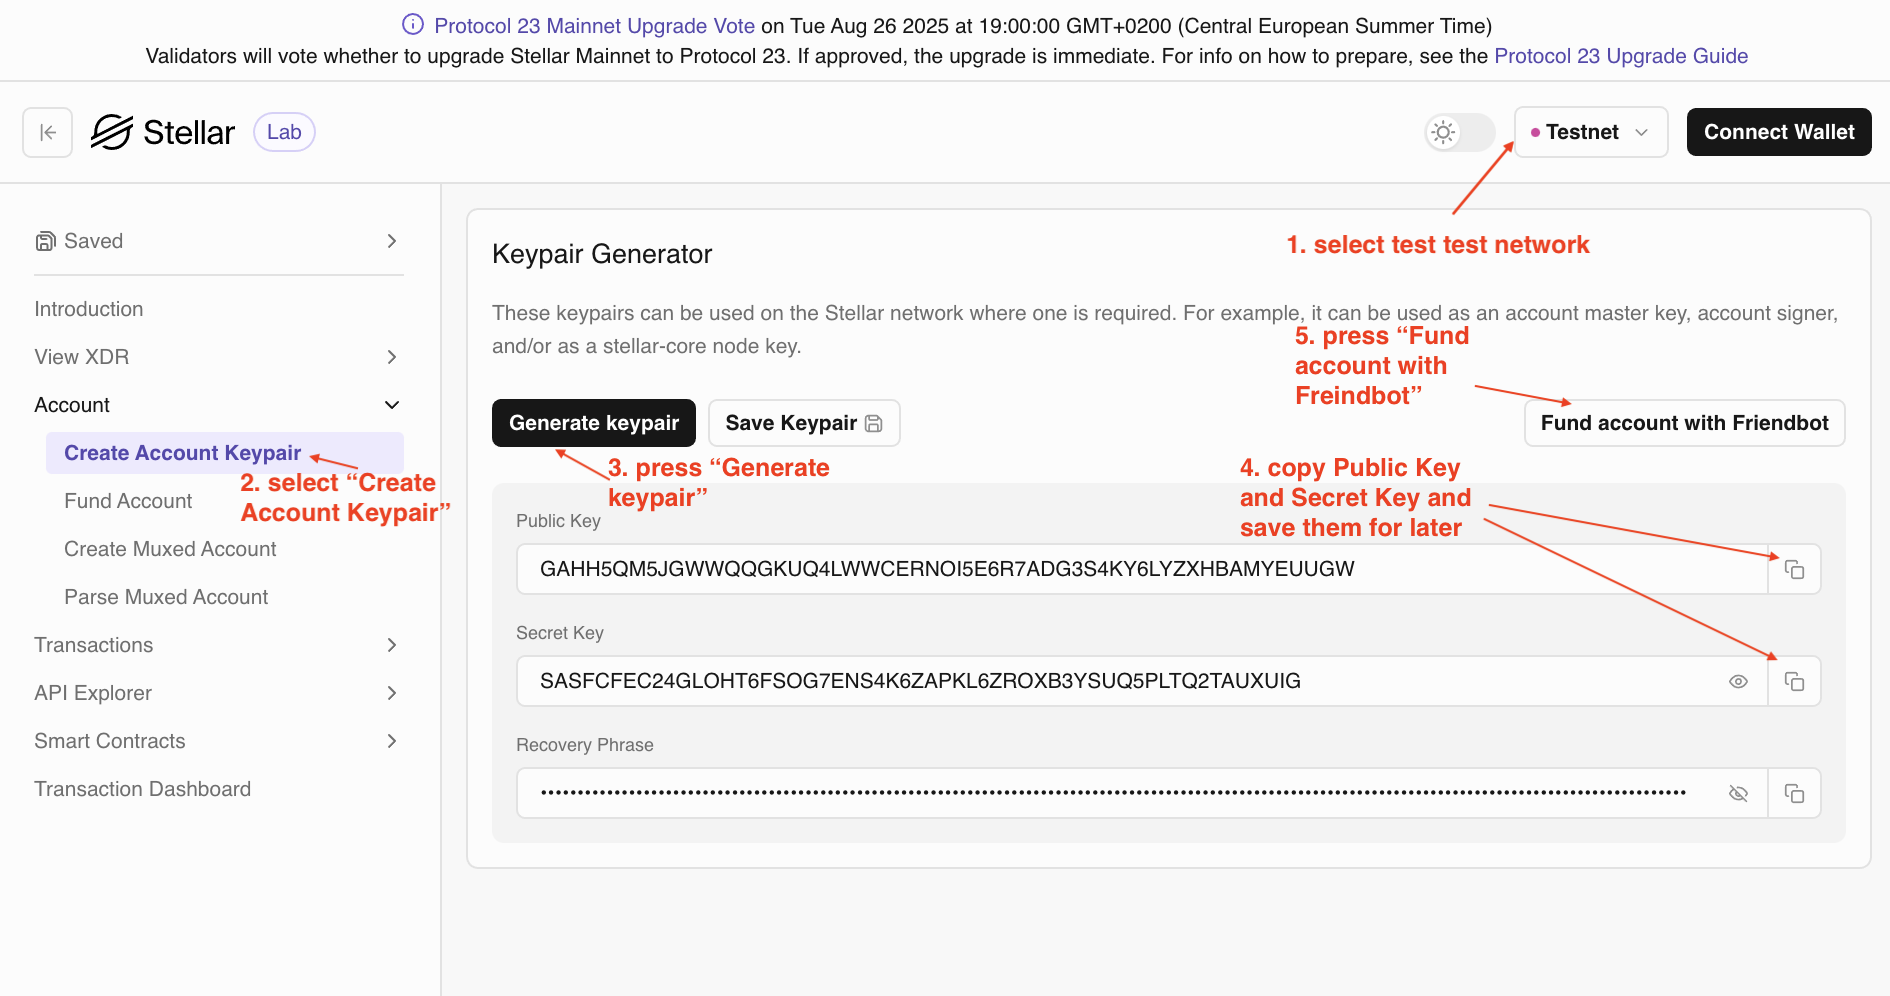 Protocol 23 Mainnet Upgrade Vote on Tue Aug 26 2025 at 19:00:00 GMT+0200 (Central European Summer Time)
Validators will vote whether to upgrade Stellar Mainnet to Protocol 23. If approved, the upgrade is immediate. For info on how to prepare, see the Protocol 23 Upgrade Guide
Stellar
Lab
Testnet
Connect Wallet
Saved
Introduction
View XDR
Account
Create Account Keypair
2. select “Create
Account Keypair”
Fund Account
Create Muxed Account
Parse Muxed Account
Transactions
API Explorer
Smart Contracts
Transaction Dashboard
1. select test test network
Keypair Generator
These keypairs can be used on the Stellar network where one is required. For example, it can be used as an account master key, account signer,
and/or as a stellar-core node key.
5. press “Fund
account with
Freindbot”
Generate keypair
Save Keypair
Fund account with Friendbot
3. press “Generate
keypair”
4. copy Public Key
and Secret Key and
save them for later
Public Key
GAHH5QM5JGWWQQGKUQ4LWWCERNOI5E6R7ADG3S4KY6LYZXHBAMYEUUGW
Secret Key
SASFCFEC24GLOHT6FSOG7ENS4K6ZAPKL6ZROXB3YSUQ5PLTQ2TAUXUIG
Recovery Phrase